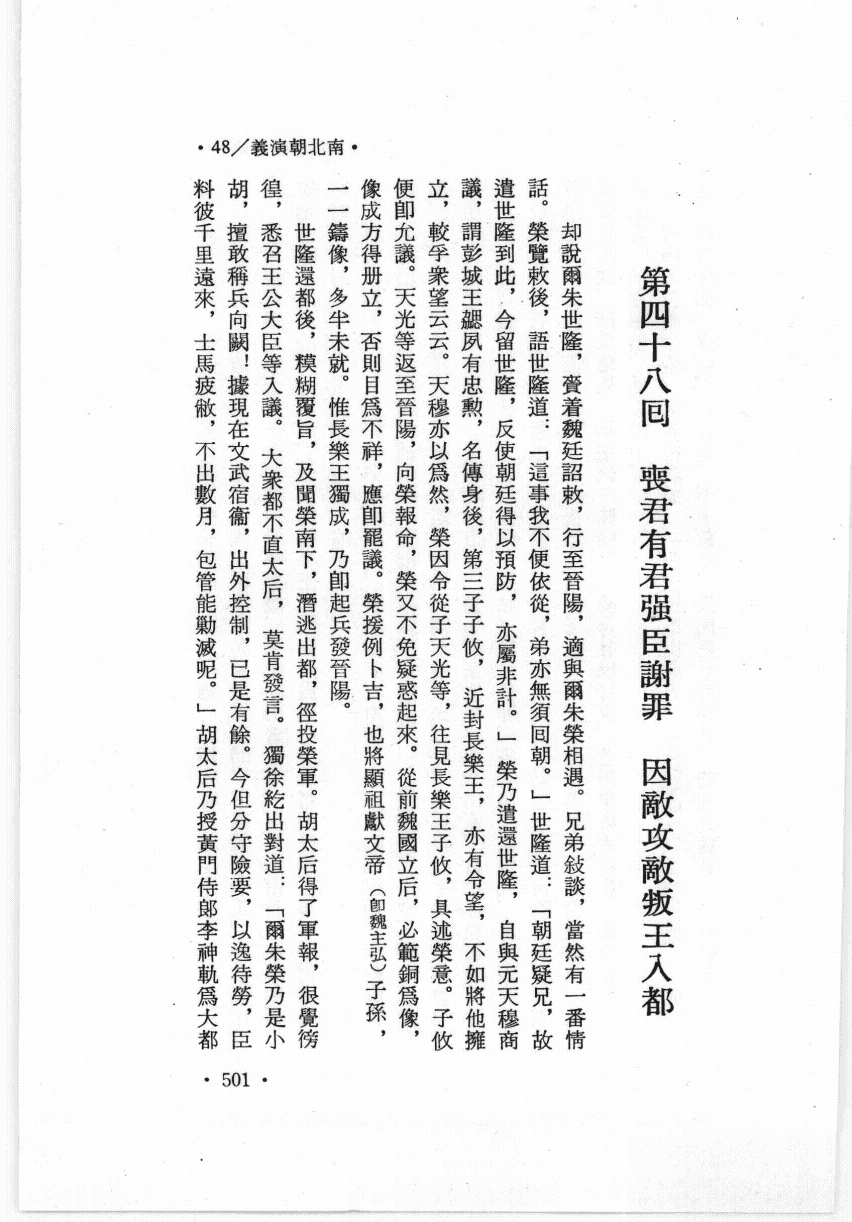 •48／義演朝北南•
第四十八囘　喪君有君强臣謝罪　因敵攻敵叛王入都
却說爾朱世隆，賫着魏廷詔敕，行至晉陽，適與爾朱榮相遇。兄弟敍談，當然有一番情
話。榮覽敕後，語世隆道：「這事我不便依從，弟亦無須囘朝。」世隆道：「朝廷疑兄，故
遣世隆到此，今留世隆，反使朝廷得以預防，亦屬非計。」榮乃遣還世隆，自與元天穆商
議，謂彭城王勰夙有忠勳，名傳身後，第三子子攸，近封長樂王，亦有令望，不如將他擁
立，較孚衆望云云。天穆亦以爲然，榮因令從子天光等，往見長樂王子攸，具述榮意。子攸
便卽允議。天光等返至晉陽，向榮報命，榮又不免疑惑起來。從前魏國立后，必範銅爲像，
像成方得册立，否則目爲不祥，應卽罷議。榮援例卜吉，也將顯祖獻文帝（卽魏主弘）子孫，
一一鑄像，多半未就。惟長樂王獨成，乃卽起兵發晉陽。
世隆還都後，糢糊覆旨，及聞榮南下，潛逃出都，徑投榮軍。胡太后得了軍報，很覺徬
徨，悉召王公大臣等入議。大衆都不直太后，莫肯發言。獨徐紇出對道：「爾朱榮乃是小
胡，擅敢稱兵向闕！據現在文武宿衞，出外控制，已是有餘。今但分守險要，以逸待勞，臣
料彼千里遠來，士馬疲敝，不出數月，包管能勦滅呢。」胡太后乃授黃門侍郞李神軌爲大都
•501•